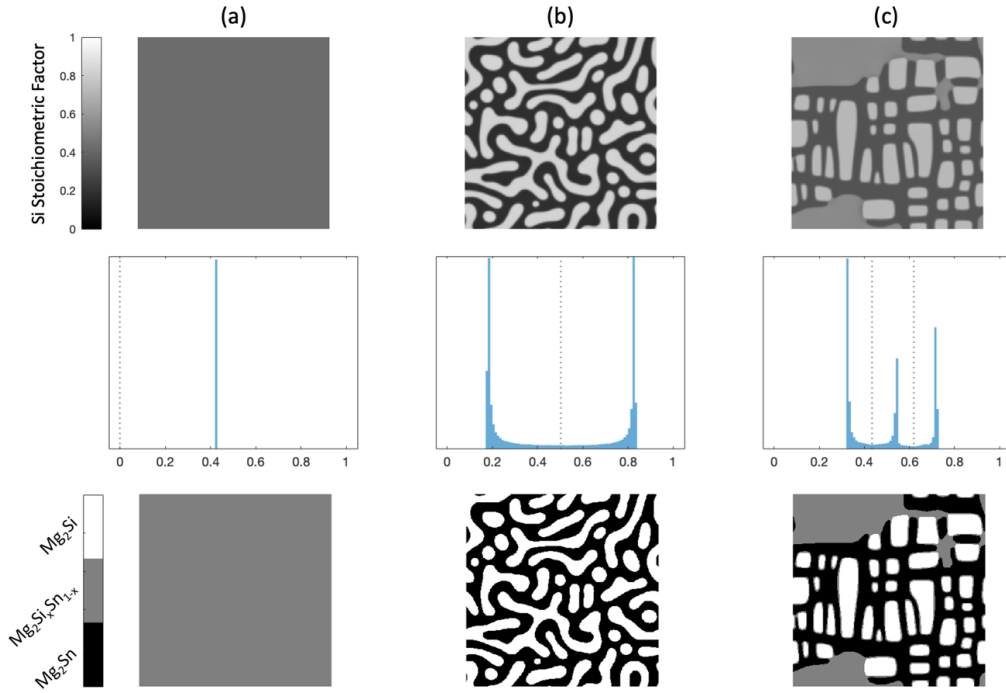 (a) (b) (c)
Si Stoichiometric Factor
1
0.8
0.6
0.4
0.2
0
0 0.2 0.4 0.6 0.8 1
0 0.2 0.4 0.6 0.8 1
0 0.2 0.4 0.6 0.8 1
Mg₂Si
Mg₂SiₓSn₁₋ₓ
Mg₂Sn